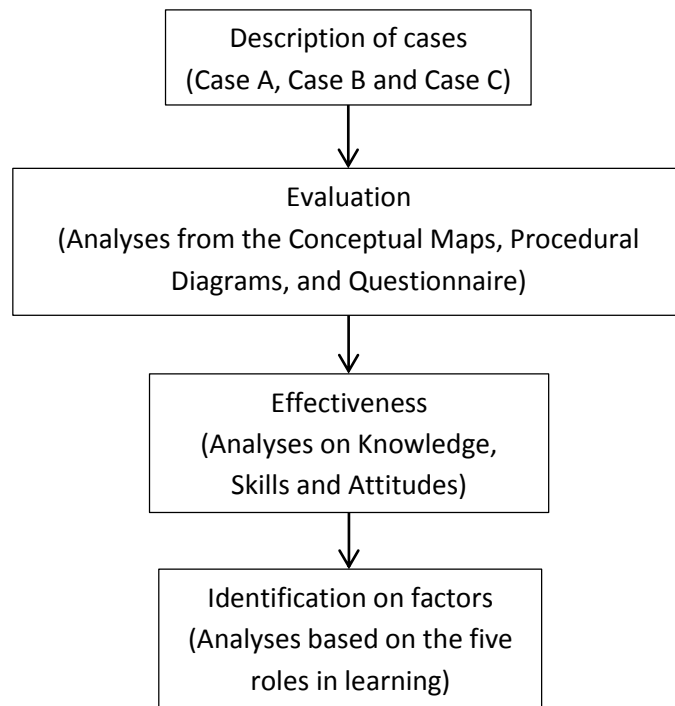 Description of cases
(Case A, Case B and Case C)
Evaluation
(Analyses from the Conceptual Maps, Procedural
Diagrams, and Questionnaire)
Effectiveness
(Analyses on Knowledge,
Skills and Attitudes)
Identification on factors
(Analyses based on the five
roles in learning)